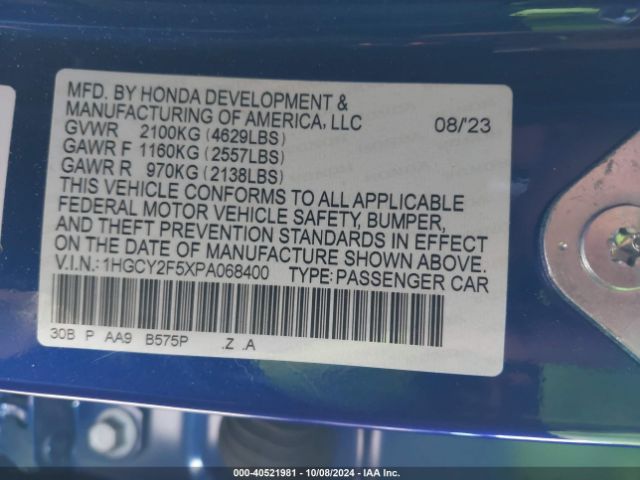 MFD. BY HONDA DEVELOPMENT &
MANUFACTURING OF AMERICA, LLC 08/'23
GVWR 2100KG (4629LBS)
GAWR F 1160KG (2557LBS)
GAWR R 970KG (2138LBS)
THIS VEHICLE CONFORMS TO ALL APPLICABLE
FEDERAL MOTOR VEHICLE SAFETY, BUMPER,
AND THEFT PREVENTION STANDARDS IN EFFECT
ON THE DATE OF MANUFACTURE SHOWN ABOVE.
V.I.N.: 1HGCY2F5XPA068400 TYPE: PASSENGER CAR
30B P AA9 B575P .Z .A
000-40521981 - 10/08/2024 - IAA Inc.